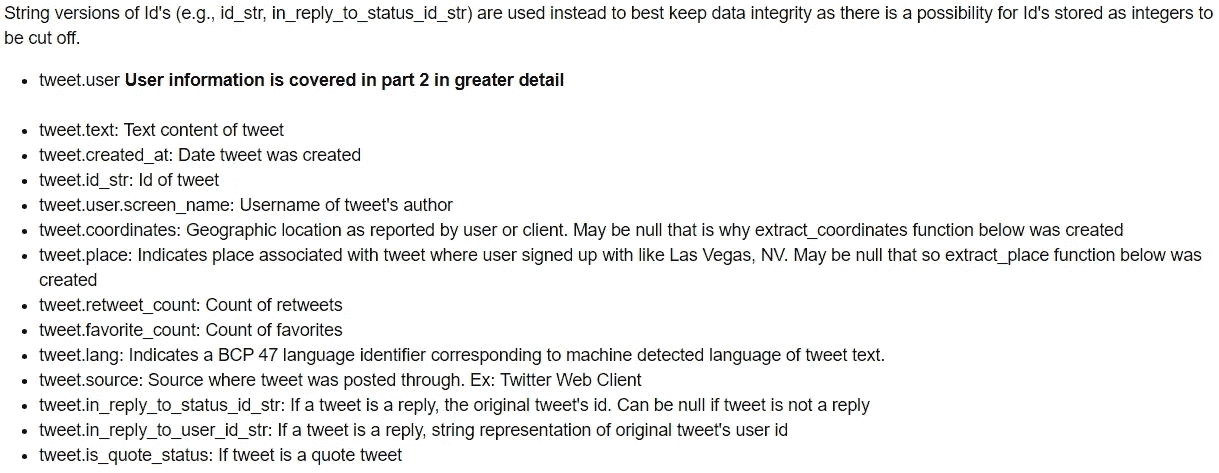 String versions of Id's (e.g., id_str, in_reply_to_status_id_str) are used instead to best keep data integrity as there is a possibility for Id's stored as integers to
be cut off.
• tweet.user User information is covered in part 2 in greater detail
• tweet.text: Text content of tweet
• tweet.created_at: Date tweet was created
• tweet.id_str: Id of tweet
• tweet.user.screen_name: Username of tweet's author
• tweet.coordinates: Geographic location as reported by user or client. May be null that is why extract_coordinates function below was created
• tweet.place: Indicates place associated with tweet where user signed up with like Las Vegas, NV. May be null that so extract_place function below was
created
• tweet.retweet_count: Count of retweets
• tweet.favorite_count: Count of favorites
• tweet.lang: Indicates a BCP 47 language identifier corresponding to machine detected language of tweet text.
• tweet.source: Source where tweet was posted through. Ex: Twitter Web Client
• tweet.in_reply_to_status_id_str: If a tweet is a reply, the original tweet's id. Can be null if tweet is not a reply
• tweet.in_reply_to_user_id_str: If a tweet is a reply, string representation of original tweet's user id
• tweet.is_quote_status: If tweet is a quote tweet